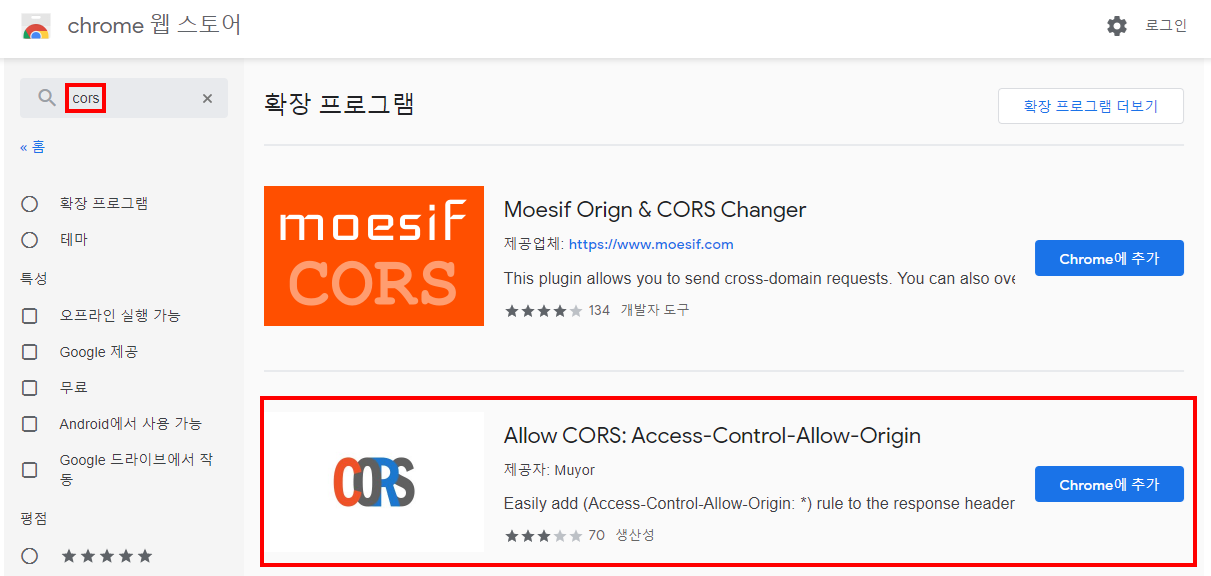 chrome 웹 스토어
로그인
cors
« 홈
확장 프로그램
테마
특성
오프라인 실행 가능
Google 제공
무료
Android에서 사용 가능
Google 드라이브에서 작
동
평점
확장 프로그램
확장 프로그램 더보기
moesif
CORS
Moesif Orign & CORS Changer
제공업체: https://www.moesif.com
This plugin allows you to send cross-domain requests. You can also ove
134 개발자 도구
Chrome에 추가
CORS
Allow CORS: Access-Control-Allow-Origin
제공자: Muyor
Easily add (Access-Control-Allow-Origin: *) rule to the response header
70 생산성
Chrome에 추가